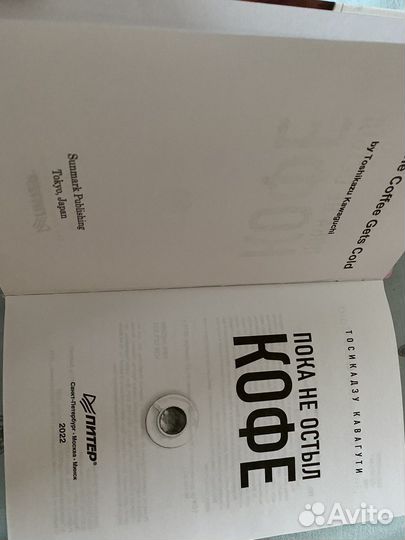 e Coffee Gets Cold
by Toshikazu Kawaguchi
Sunmark Publishing
Tokyo, Japan
ТОСИКАДЗУ КАВАГУТИ
ПОКА НЕ ОСТЫЛ
КОФЕ
ПИТЕР®
Санкт-Петербург • Москва • Минск
2022
Avito